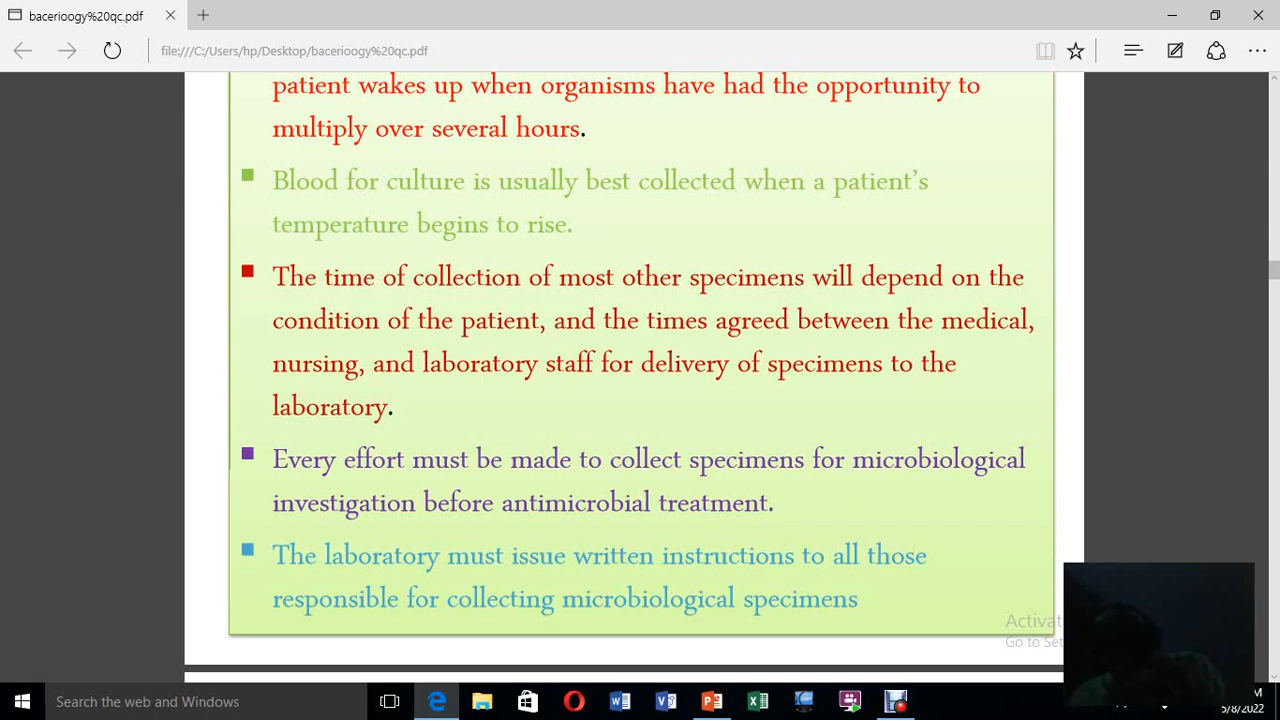 bacerioogy%20qc.pdf
file:///C:/Users/hp/Desktop/bacerioogy%20qc.pdf
patient wakes up when organisms have had the opportunity to
multiply over several hours.
Blood for culture is usually best collected when a patient's
temperature begins to rise.
The time of collection of most other specimens will depend on the
condition of the patient, and the times agreed between the medical,
nursing, and laboratory staff for delivery of specimens to the
laboratory.
Every effort must be made to collect specimens for microbiological
investigation before antimicrobial treatment.
The laboratory must issue written instructions to all those
responsible for collecting microbiological specimens
Activat
Go to Set
Search the web and Windows
5/8/2022